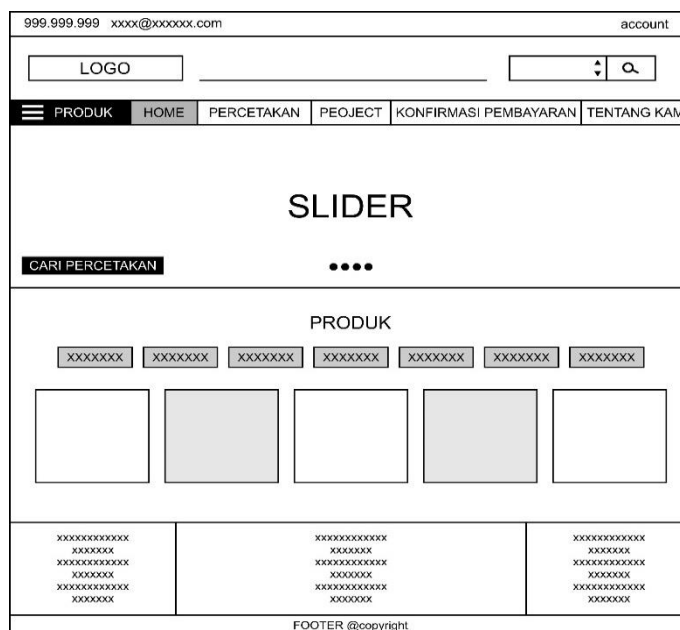 999.999.999 xxxx@xxxxxx.com account
LOGO
PRODUK HOME PERCETAKAN PEOJECT KONFIRMASI PEMBAYARAN TENTANG KAM
SLIDER
CARI PERCETAKAN
PRODUK
XXXXXXX XXXXXXX XXXXXXX XXXXXXX XXXXXXX XXXXXXX XXXXXXX
xxxxxxxxxxxx xxxxxxxxxxxx xxxxxxxxxxxx
xxxxxxx xxxxxxx xxxxxxx
xxxxxxxxxxxx xxxxxxxxxxxx xxxxxxxxxxxx
xxxxxxx xxxxxxx xxxxxxx
xxxxxxxxxxxx xxxxxxxxxxxx xxxxxxxxxxxx
xxxxxxx xxxxxxx xxxxxxx
FOOTER @copyright